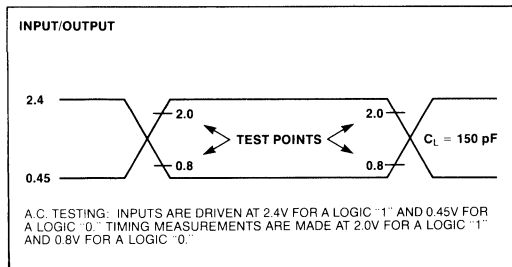 INPUT/OUTPUT
2.4
2.0
2.0
TEST POINTS
C_L = 150 pF
0.8
0.8
0.45
A.C. TESTING: INPUTS ARE DRIVEN AT 2.4V FOR A LOGIC "1" AND 0.45V FOR
A LOGIC "0." TIMING MEASUREMENTS ARE MADE AT 2.0V FOR A LOGIC "1"
AND 0.8V FOR A LOGIC "0."